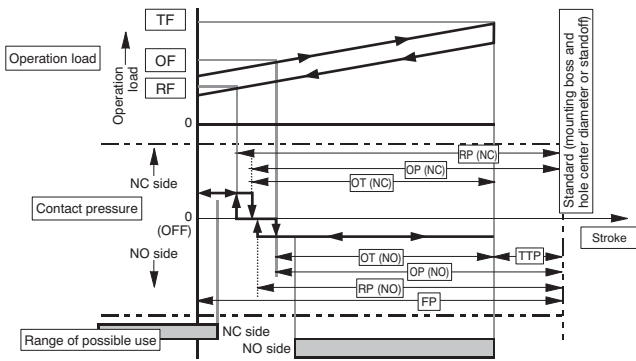 TF
Operation load
OF
RF
Operation
load
0
Standard (mounting boss and
hole center diameter or standoff)
RP (NC)
OP (NC)
OT (NC)
NC side
Contact pressure
0
(OFF)
Stroke
NO side
OT (NO)
TTP
OP (NO)
RP (NO)
FP
Range of possible use
NC side
NO side